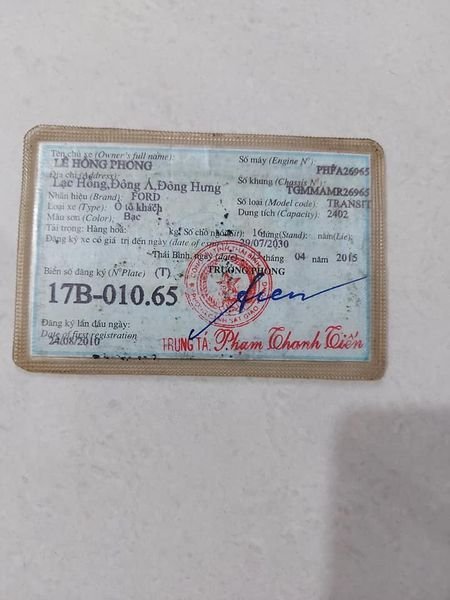 Tên chủ xe (Owner's full name):
LÊ HỒNG PHONG
Số máy (Engine N°): PHFA26965
Địa chỉ (Address):
Lạc Hồng,Đông Á,Đông Hưng
Số khung (Chassis N°): TGMMAMR26965
Nhãn hiệu (Brand): FORD
Số loại (Model code): TRANSIT
Loại xe (Type): Ô tô khách
Dung tích (Capacity): 2402
Màu sơn (Color): Bạc
Tải trọng: Hàng hóa: kg; Số chỗ ngồi(Sit): 16 đứng(Stand): nằm(Lie):
Đăng ký xe có giá trị đến ngày (date of expiry) 29/07/2030
Thái Bình, ngày (date) tháng 04 năm 2015
Biển số đăng ký (N°Plate) (T) TRƯỞNG PHÒNG
17B-010.65
Đăng ký lần đầu ngày:
Date of first registration
24/08/2010
TRUNG TÁ: Phạm Thanh Tiến